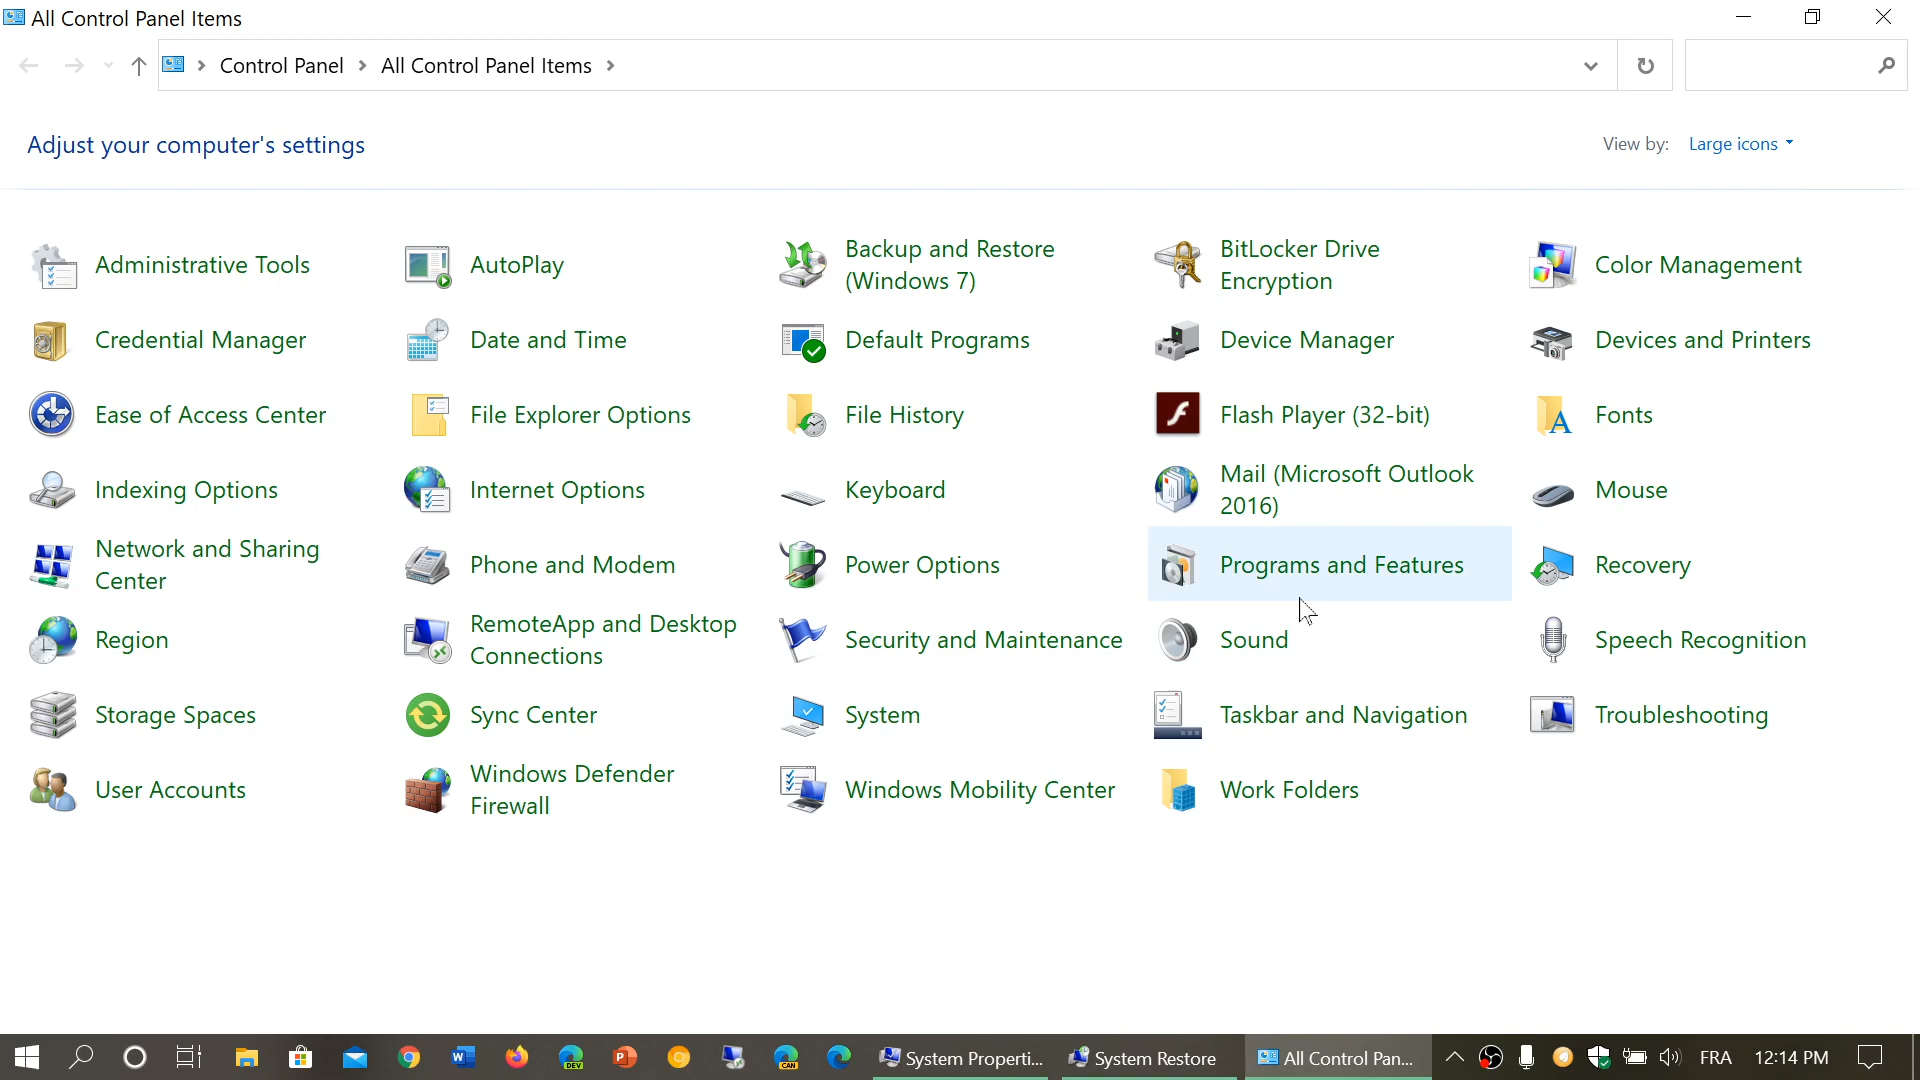 All Control Panel Items
Control Panel
All Control Panel Items
Adjust your computer's settings
View by: Large icons
Administrative Tools
AutoPlay
Backup and Restore
(Windows 7)
BitLocker Drive
Encryption
Color Management
Credential Manager
Date and Time
Default Programs
Device Manager
Devices and Printers
Ease of Access Center
File Explorer Options
File History
Flash Player (32-bit)
Fonts
Indexing Options
Internet Options
Keyboard
Mail (Microsoft Outlook
2016)
Mouse
Network and Sharing
Center
Phone and Modem
Power Options
Programs and Features
Recovery
Region
RemoteApp and Desktop
Connections
Security and Maintenance
Sound
Speech Recognition
Storage Spaces
Sync Center
System
Taskbar and Navigation
Troubleshooting
User Accounts
Windows Defender
Firewall
Windows Mobility Center
Work Folders
W
DEV
P
CAN
System Properti...
System Restore
All Control Pan...
FRA
12:14 PM